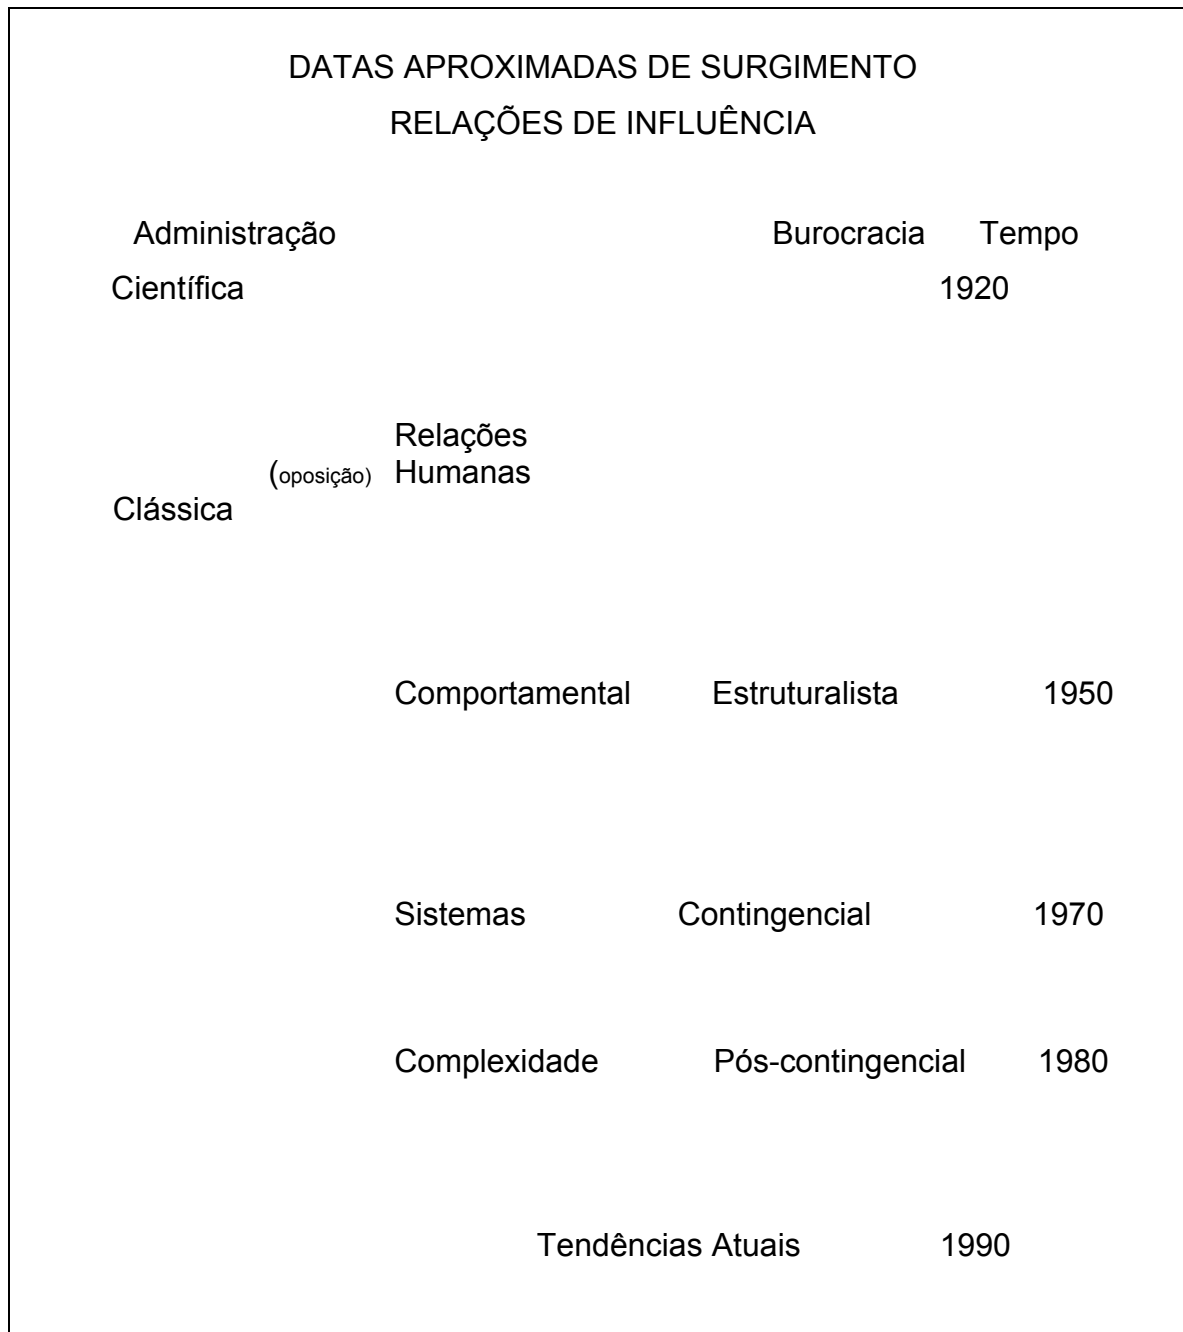 DATAS APROXIMADAS DE SURGIMENTO
RELAÇÕES DE INFLUÊNCIA
Administração Burocracia Tempo
Científica 1920
Relações
(oposição) Humanas
Clássica
Comportamental Estruturalista 1950
Sistemas Contingencial 1970
Complexidade Pós-contingencial 1980
Tendências Atuais 1990